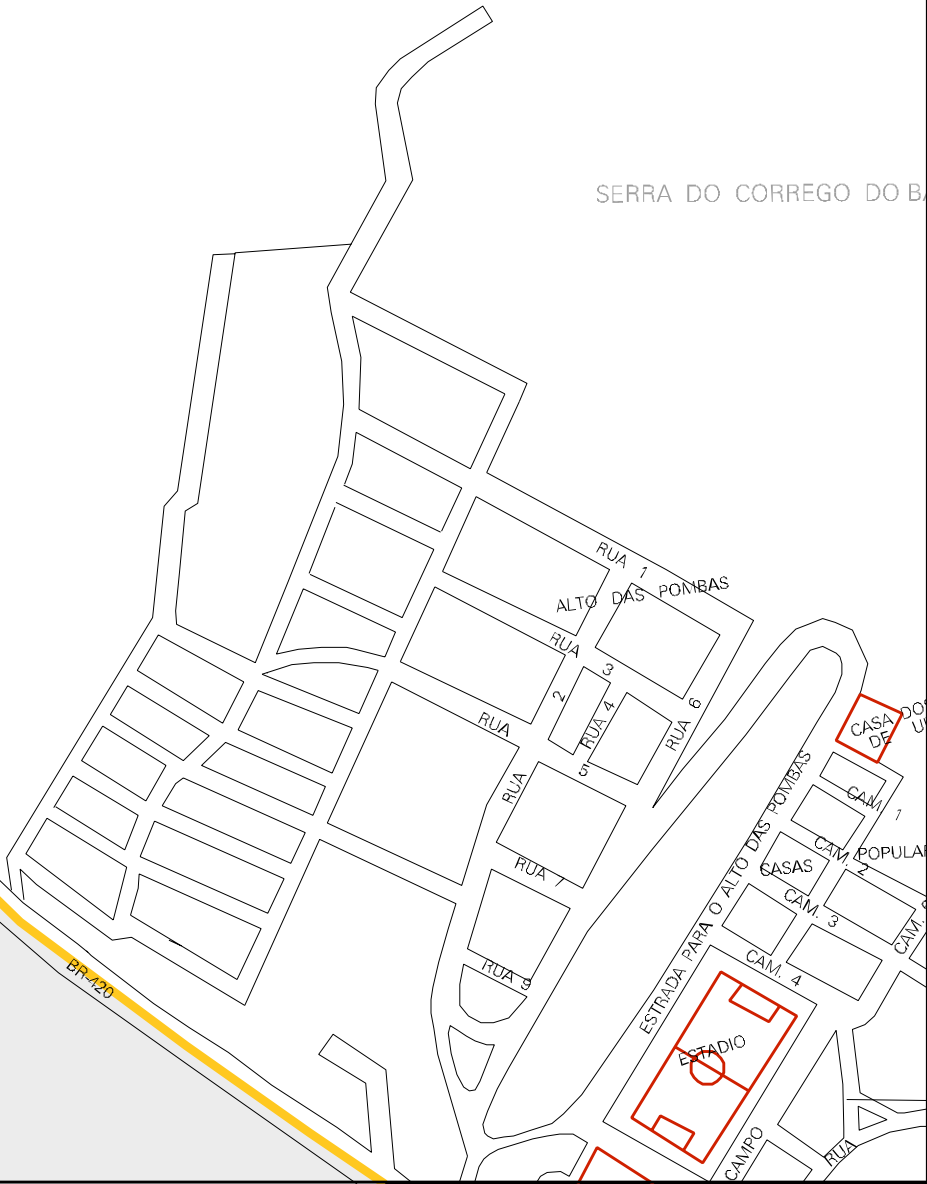 SERRA DO CORREGO DO
RUA 1
ALTO DAS POMBAS
RUA 3
2
RUA 4
RUA 6
RUA 5
RUA
RUA 7
RUA 9
CASA DOS
DE
CAM. 1
CAM. 2
POPULAR
CASAS
CAM. 3
CAM.
CAM. 4
ESTRADA PARA O ALTO DAS POMBAS
ESTADIO
BR-420
CAMPO
RUA